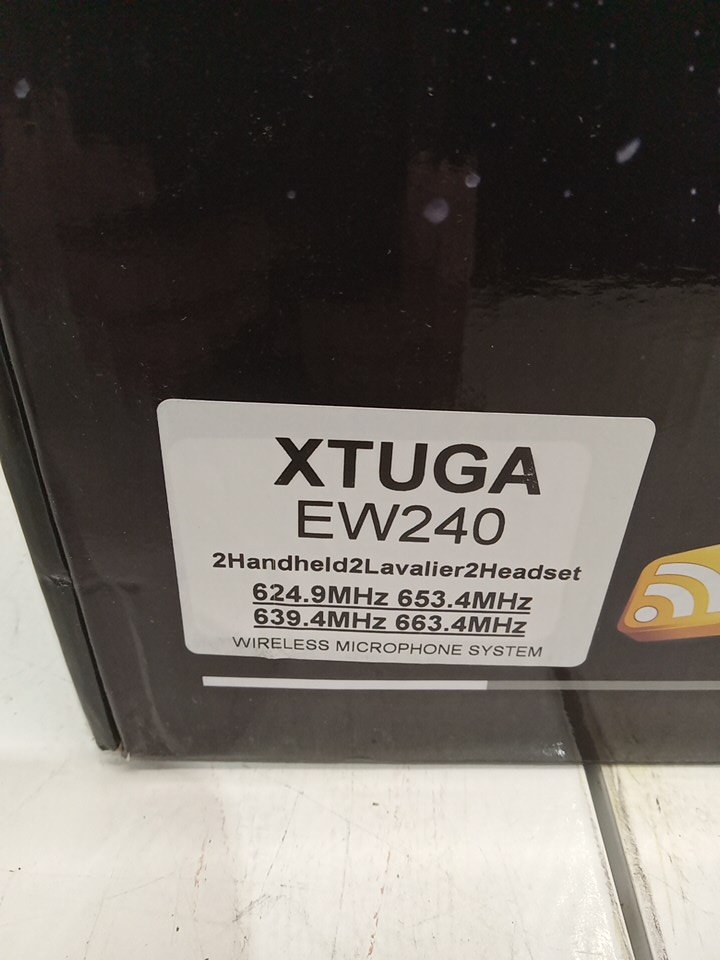 XTUGA
EW240
2Handheld2Lavalier2Headset
624.9MHz 653.4MHz
639.4MHz 663.4MHz
WIRELESS MICROPHONE SYSTEM